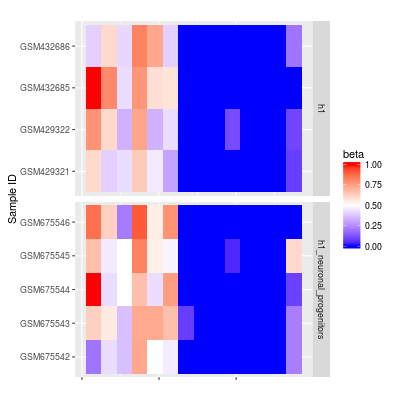 GSM432686
GSM432685
GSM429322
GSM429321
h1
GSM675546
GSM675545
GSM675544
GSM675543
GSM675542
h1_neuronal_progenitors
Sample ID
beta
1.00
0.75
0.50
0.25
0.00